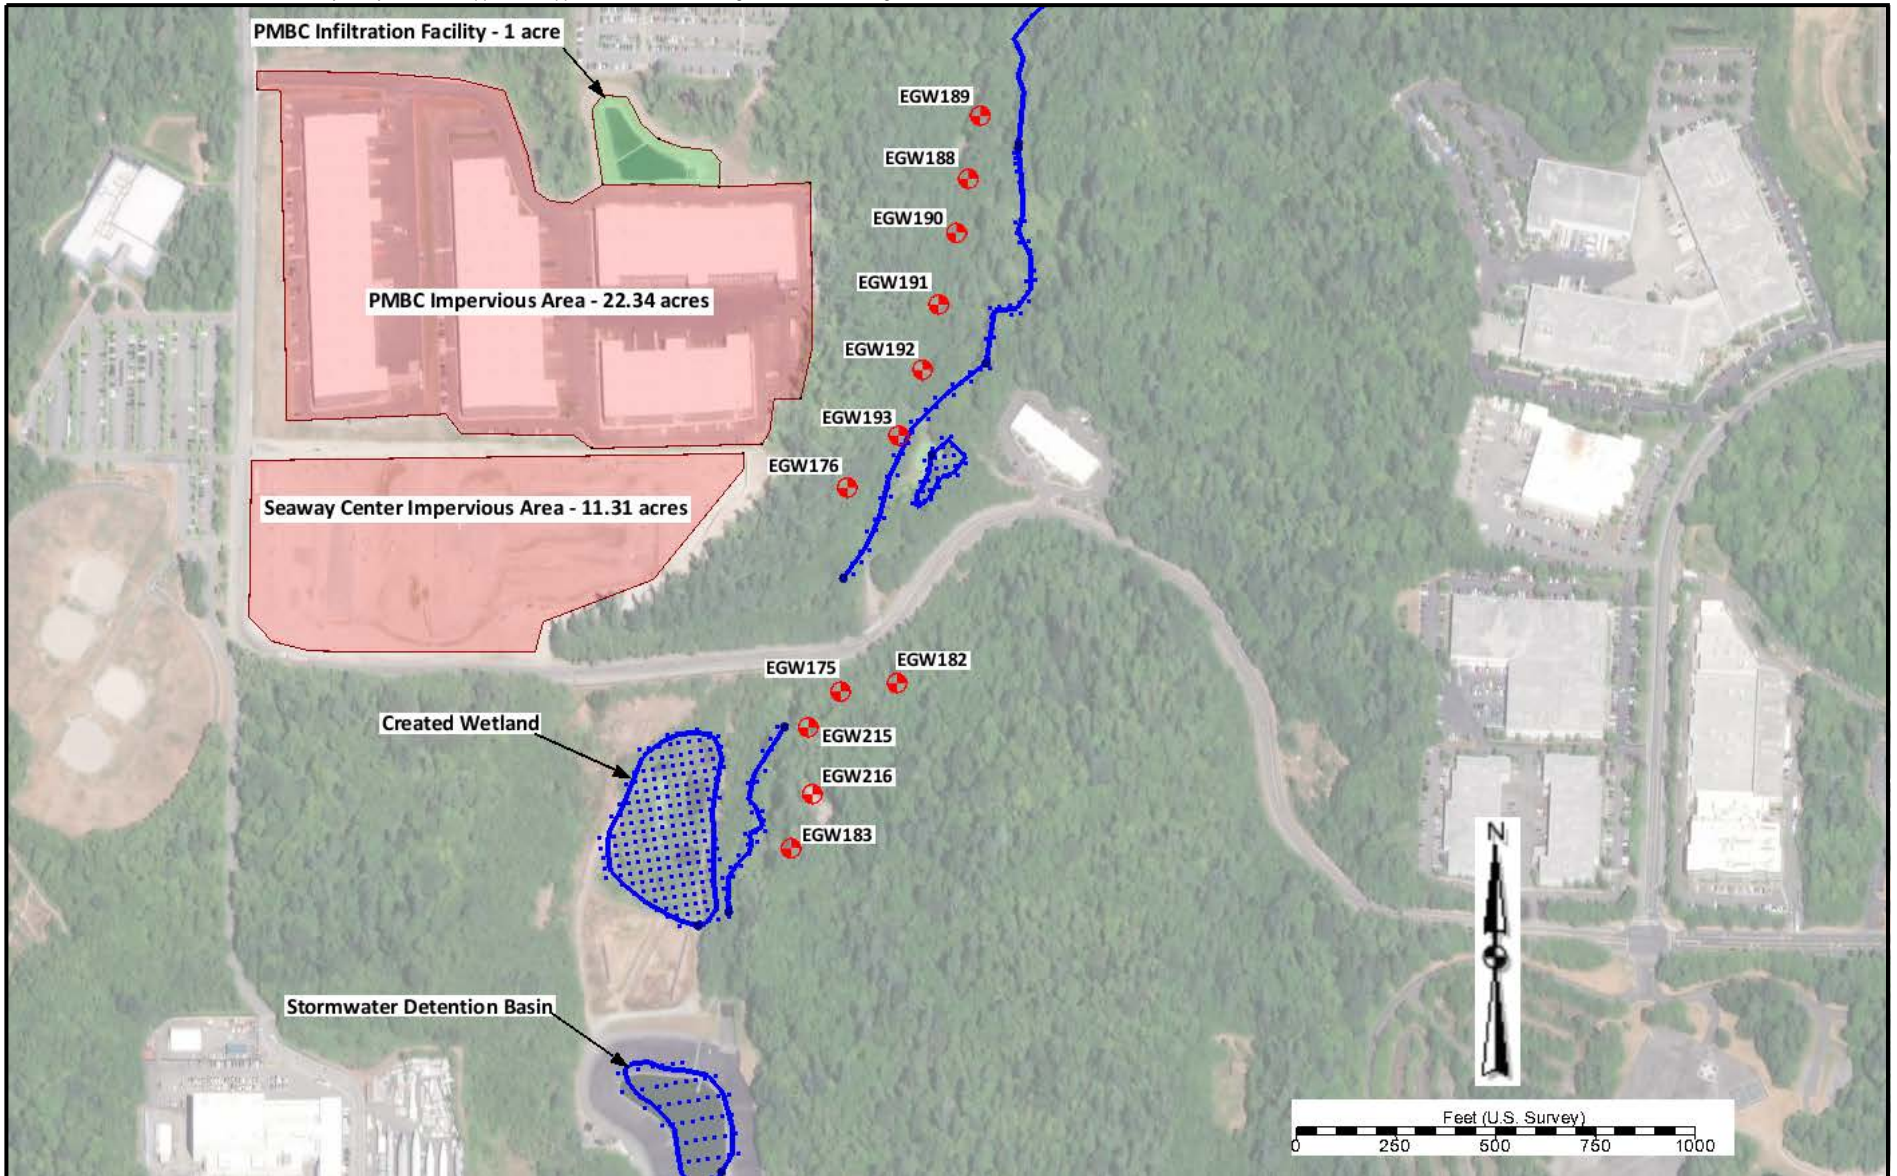 PMBC Infiltration Facility - 1 acre
EGW189
EGW188
EGW190
EGW191
PMBC Impervious Area - 22.34 acres
EGW192
EGW193
EGW176
Seaway Center Impervious Area - 11.31 acres
EGW175
EGW182
Created Wetland
EGW215
EGW216
EGW183
N
Stormwater Detention Basin
Feet (U.S. Survey)
0 250 500 750 1000